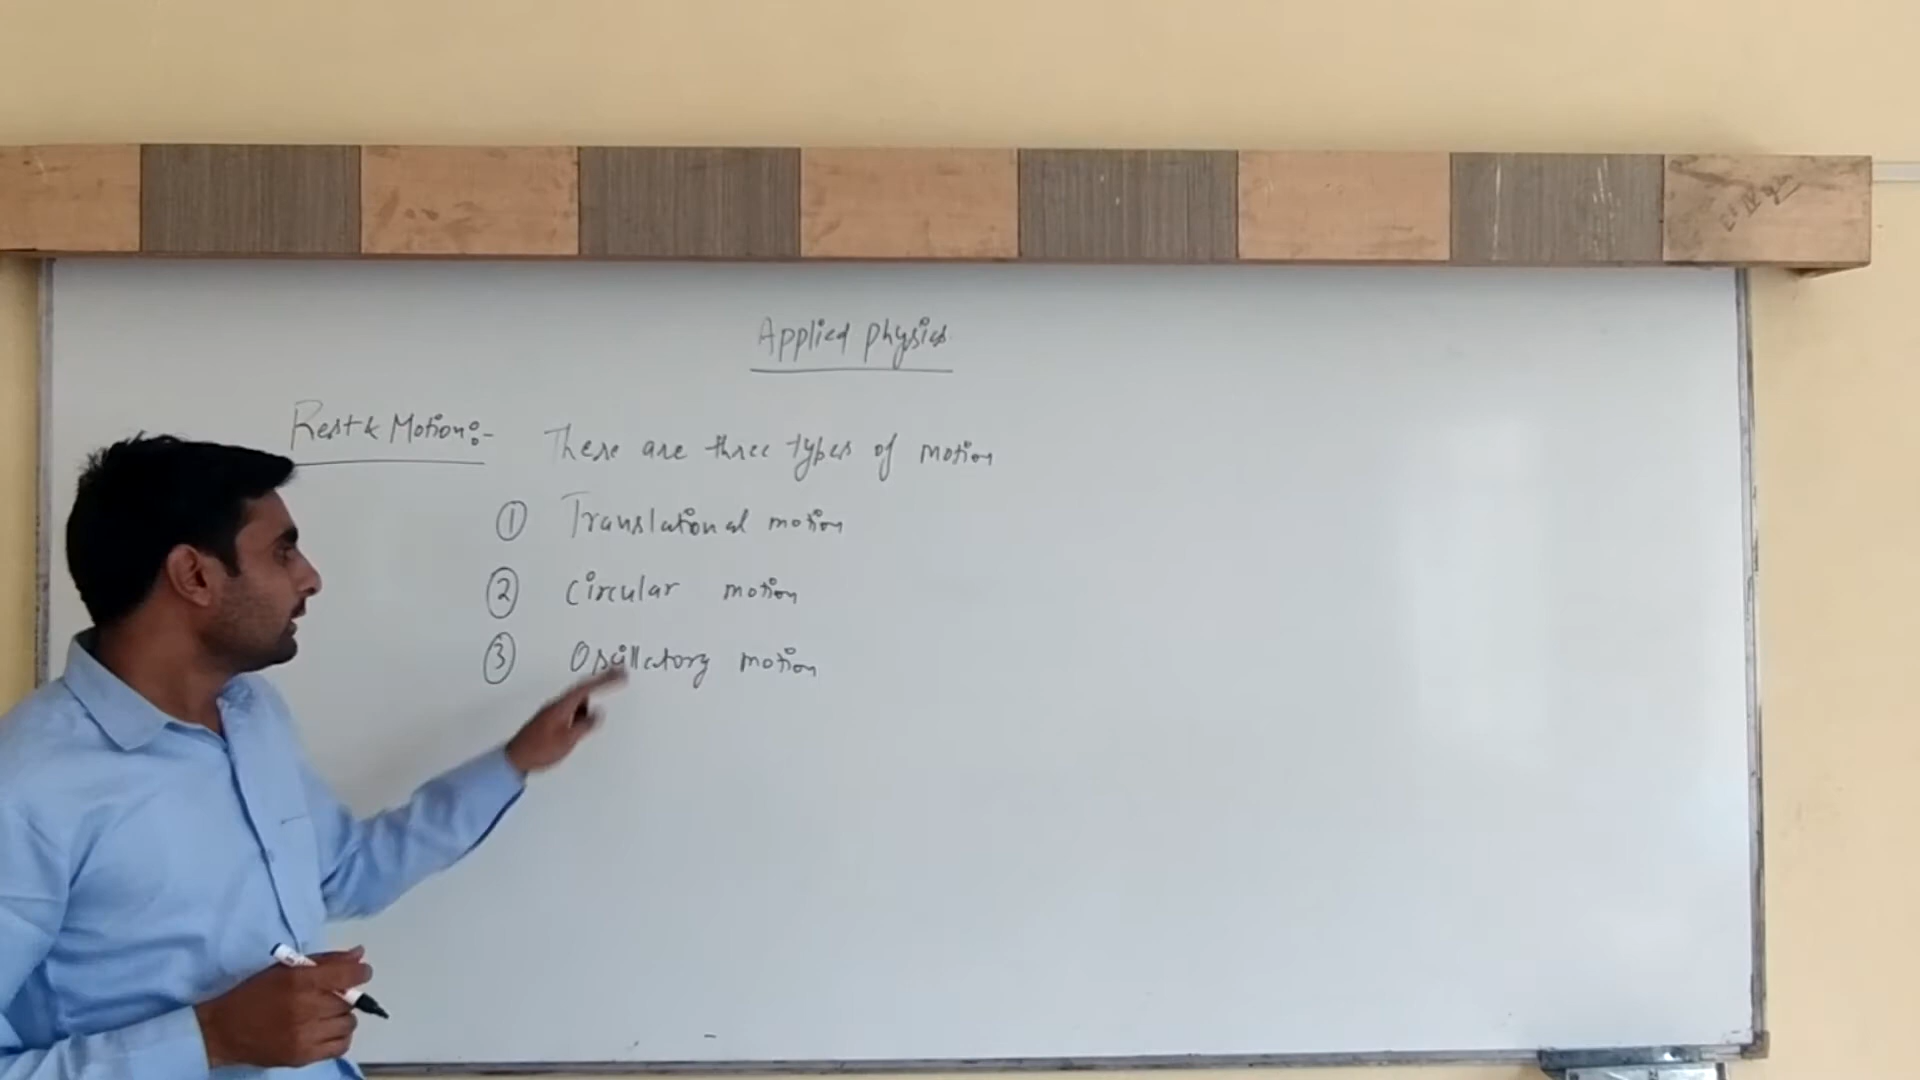 Applied physics
Rest & Motion:-
There are three types of motion
① Translational motion
② Circular motion
③ Oscillatory motion